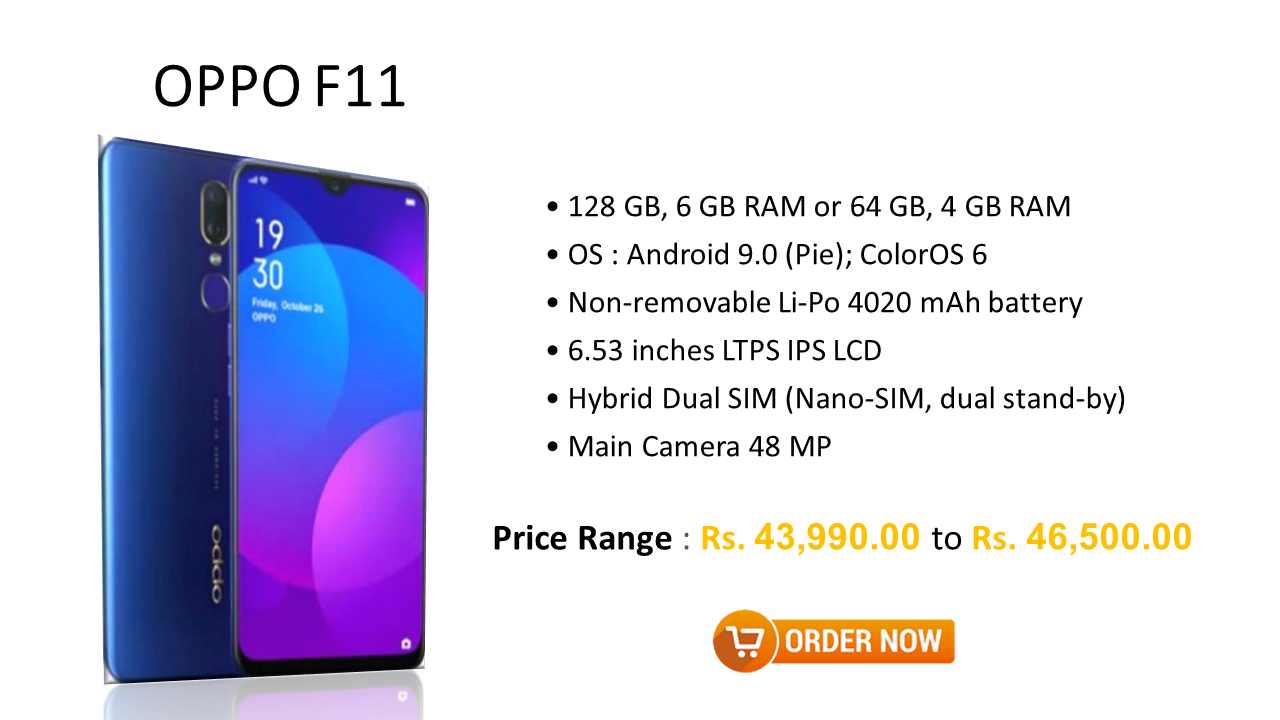 OPPO F11
19
30
Friday, October 26
OPPO
oppo
• 128 GB, 6 GB RAM or 64 GB, 4 GB RAM
• OS : Android 9.0 (Pie); ColorOS 6
• Non-removable Li-Po 4020 mAh battery
• 6.53 inches LTPS IPS LCD
• Hybrid Dual SIM (Nano-SIM, dual stand-by)
• Main Camera 48 MP
Price Range : Rs. 43,990.00 to Rs. 46,500.00
ORDER NOW